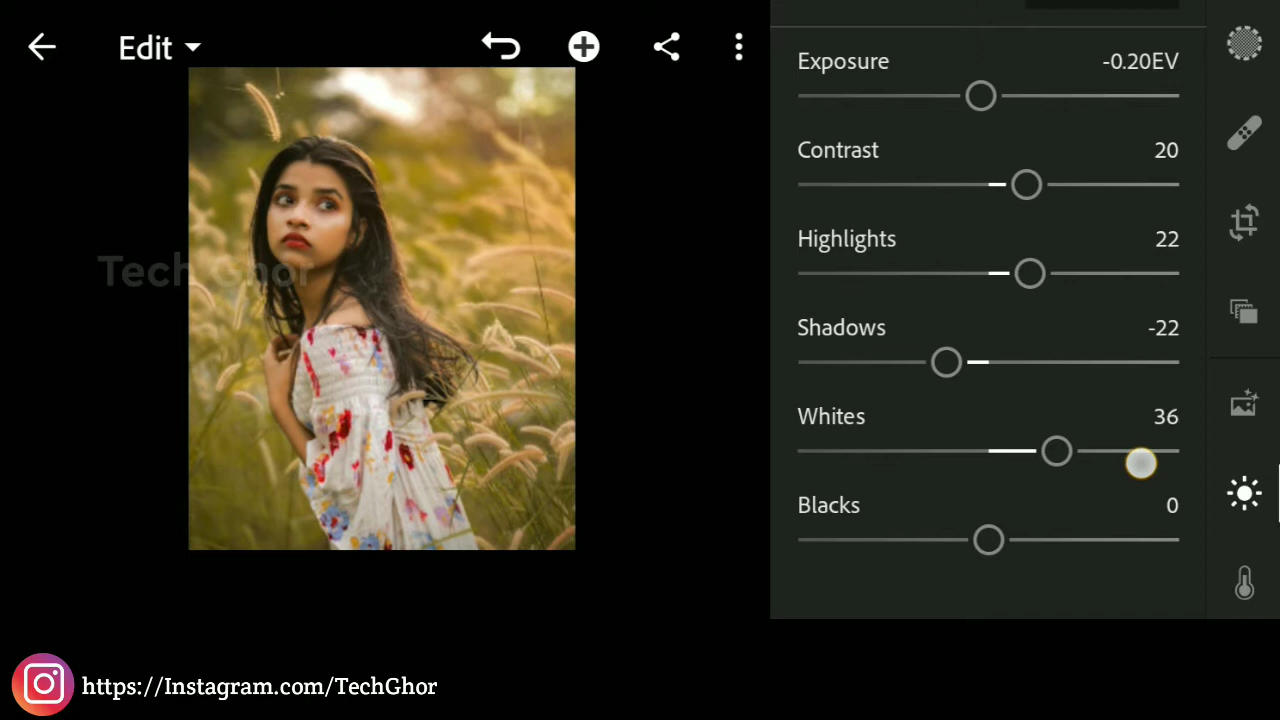 Edit
Exposure -0.20EV
Contrast 20
Highlights 22
Tech Ghor
Shadows -22
Whites 36
Blacks 0
https://Instagram.com/TechGhor